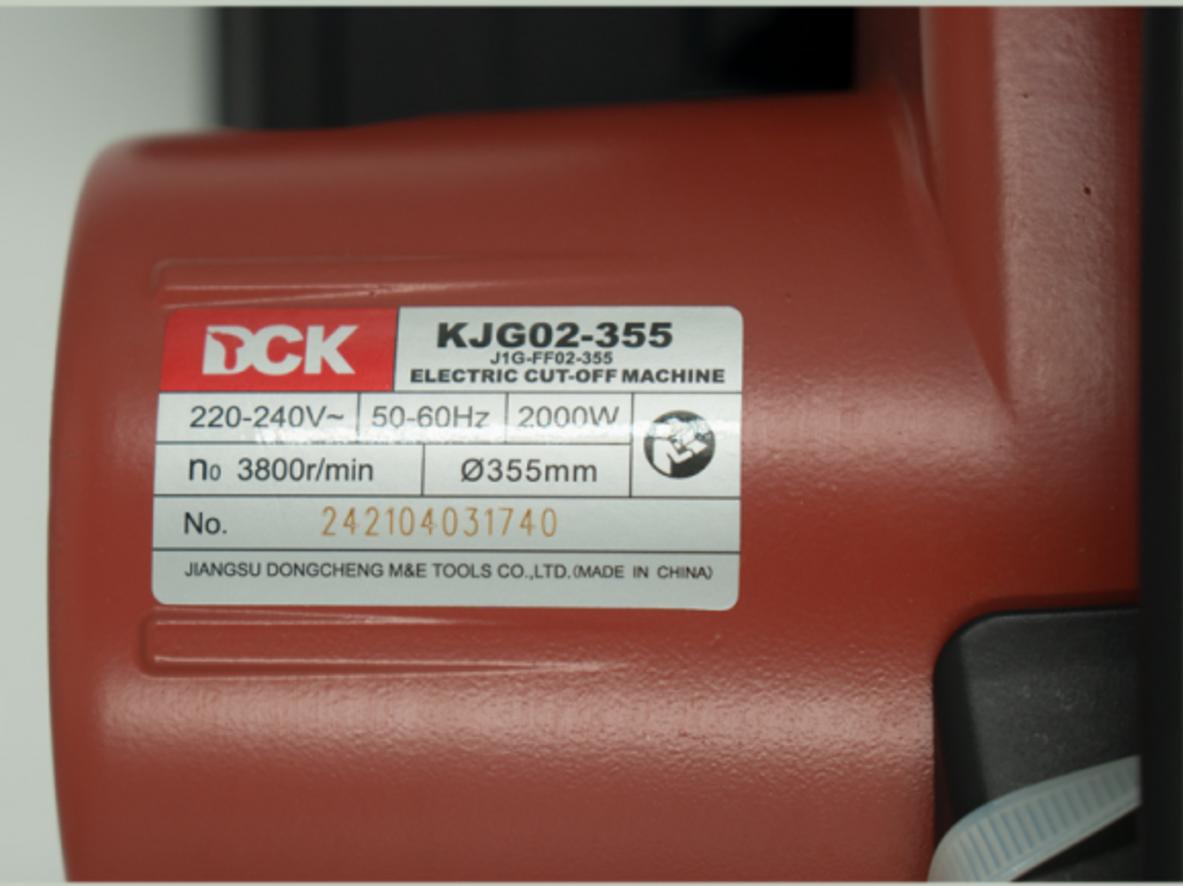 DCK
KJG02-355
J1G-FF02-355
ELECTRIC CUT-OFF MACHINE
220-240V~ 50-60Hz 2000W
n₀ 3800r/min Ø355mm
No. 242104031740
JIANGSU DONGCHENG M&E TOOLS CO.,LTD.(MADE IN CHINA)